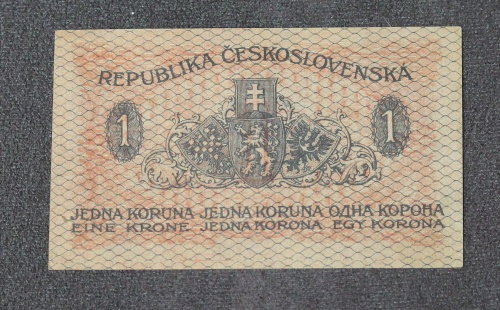 REPUBLIKA ČESKOSLOVENSKÁ
1 1
JEDNA KORUNA JEDNA KORUNA ОДНА КОРОНА
EINE KRONE JEDNA KORONA EGY KORONA